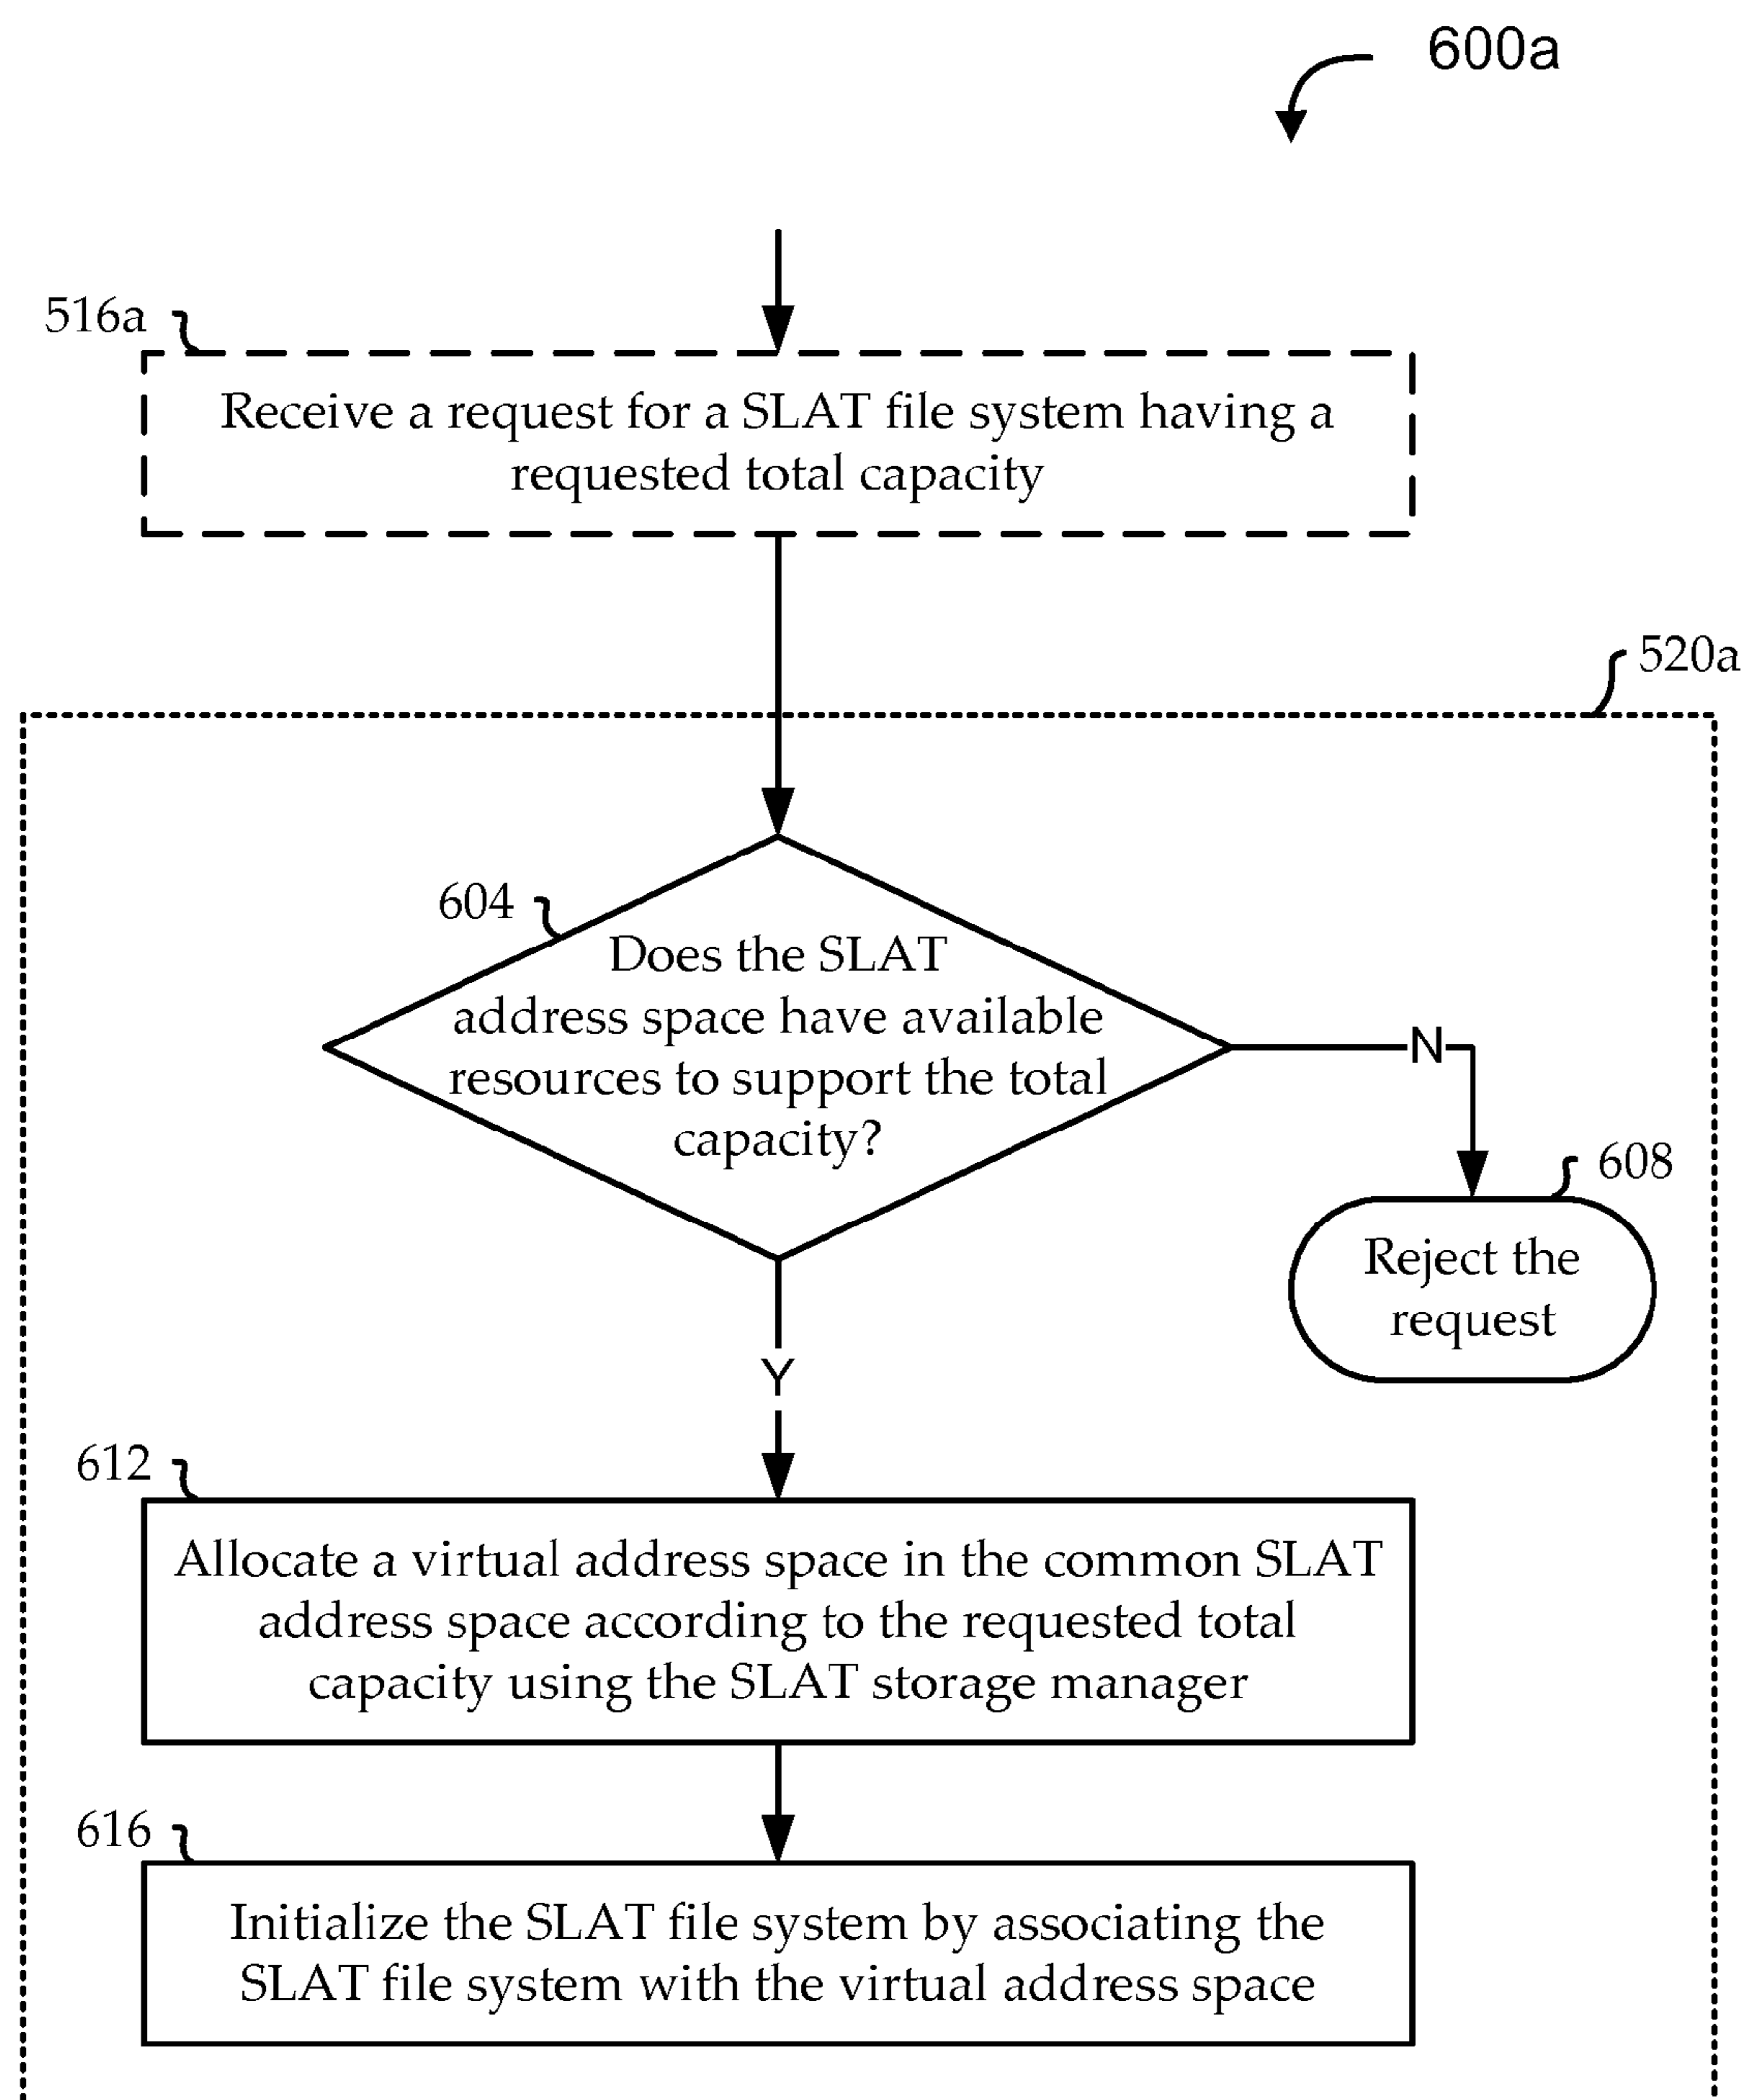 600a
516a
Receive a request for a SLAT file system having a
requested total capacity
520a
604
Does the SLAT
address space have available
resources to support the total
capacity?
N
608
Reject the
request
Y
612
Allocate a virtual address space in the common SLAT
address space according to the requested total
capacity using the SLAT storage manager
616
Initialize the SLAT file system by associating the
SLAT file system with the virtual address space